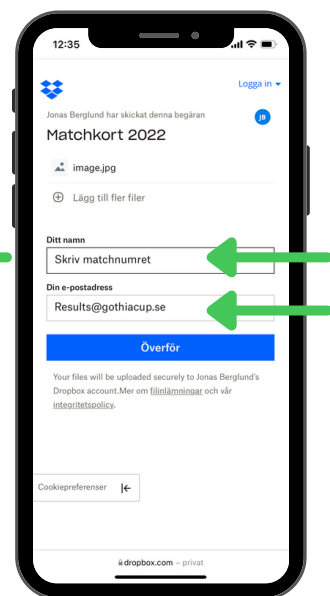 12:35
Logga in
Jonas Berglund har skickat denna begäran
JB
Matchkort 2022
image.jpg
Lägg till fler filer
Ditt namn
Skriv matchnumret
Din e-postadress
Results@gothiacup.se
Överför
Your files will be uploaded securely to Jonas Berglund's
Dropbox account.Mer om filinlämningar och vår
integritetspolicy.
Cookiepreferenser
dropbox.com – privat